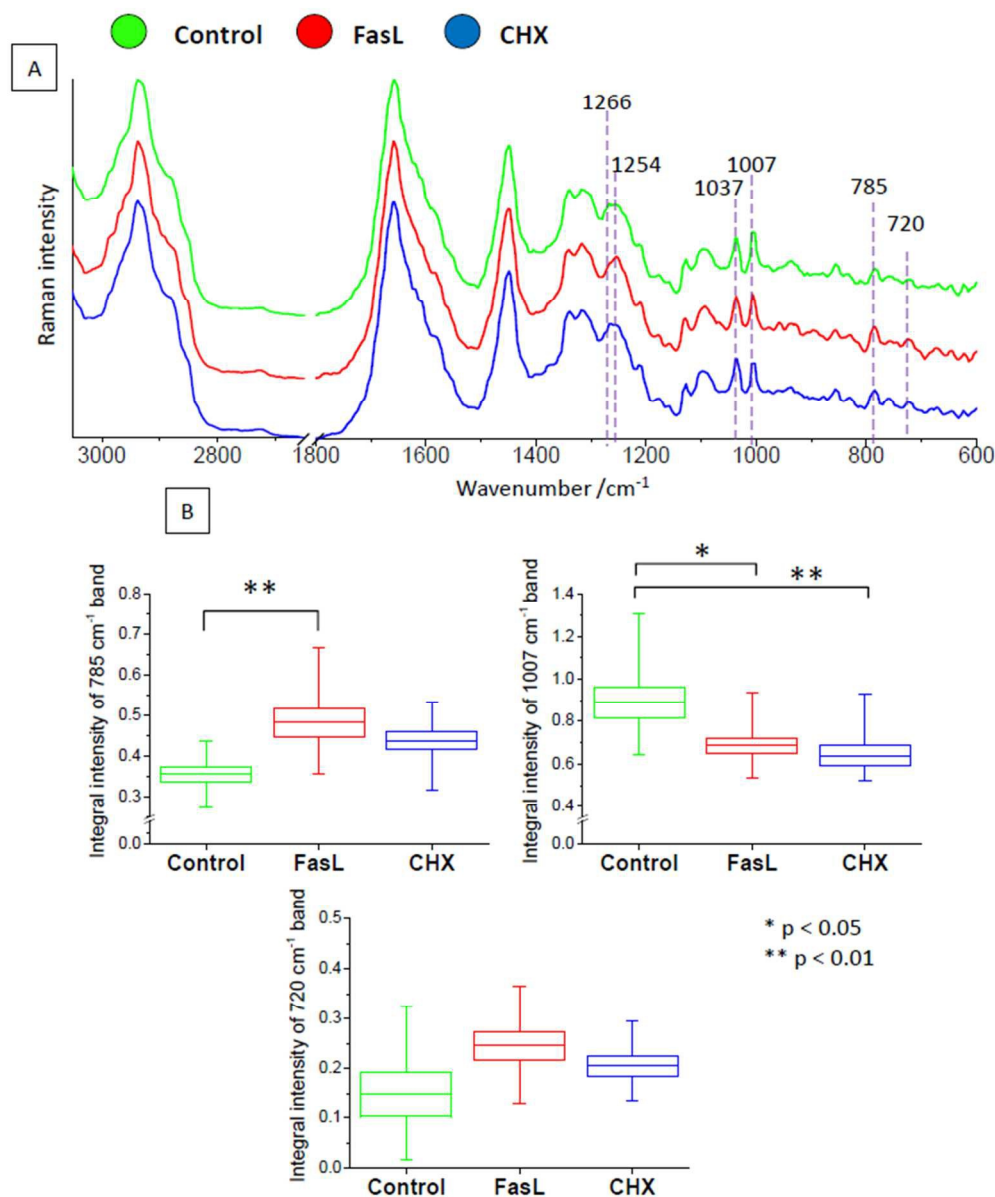 Control FasL CHX
A
1266
1254
1037
1007
785
720
Raman intensity
3000 2800 1800 1600 1400 1200 1000 800 600
Wavenumber /cm⁻¹
B
**
Integral intensity of 785 cm⁻¹ band
0.8
0.7
0.6
0.5
0.4
0.3
0.0
Control FasL CHX
*
**
Integral intensity of 1007 cm⁻¹ band
1.4
1.2
1.0
0.8
0.6
0.4
0.0
Control FasL CHX
Integral intensity of 720 cm⁻¹ band
0.5
0.4
0.3
0.2
0.1
0.0
Control FasL CHX
* p < 0.05
** p < 0.01